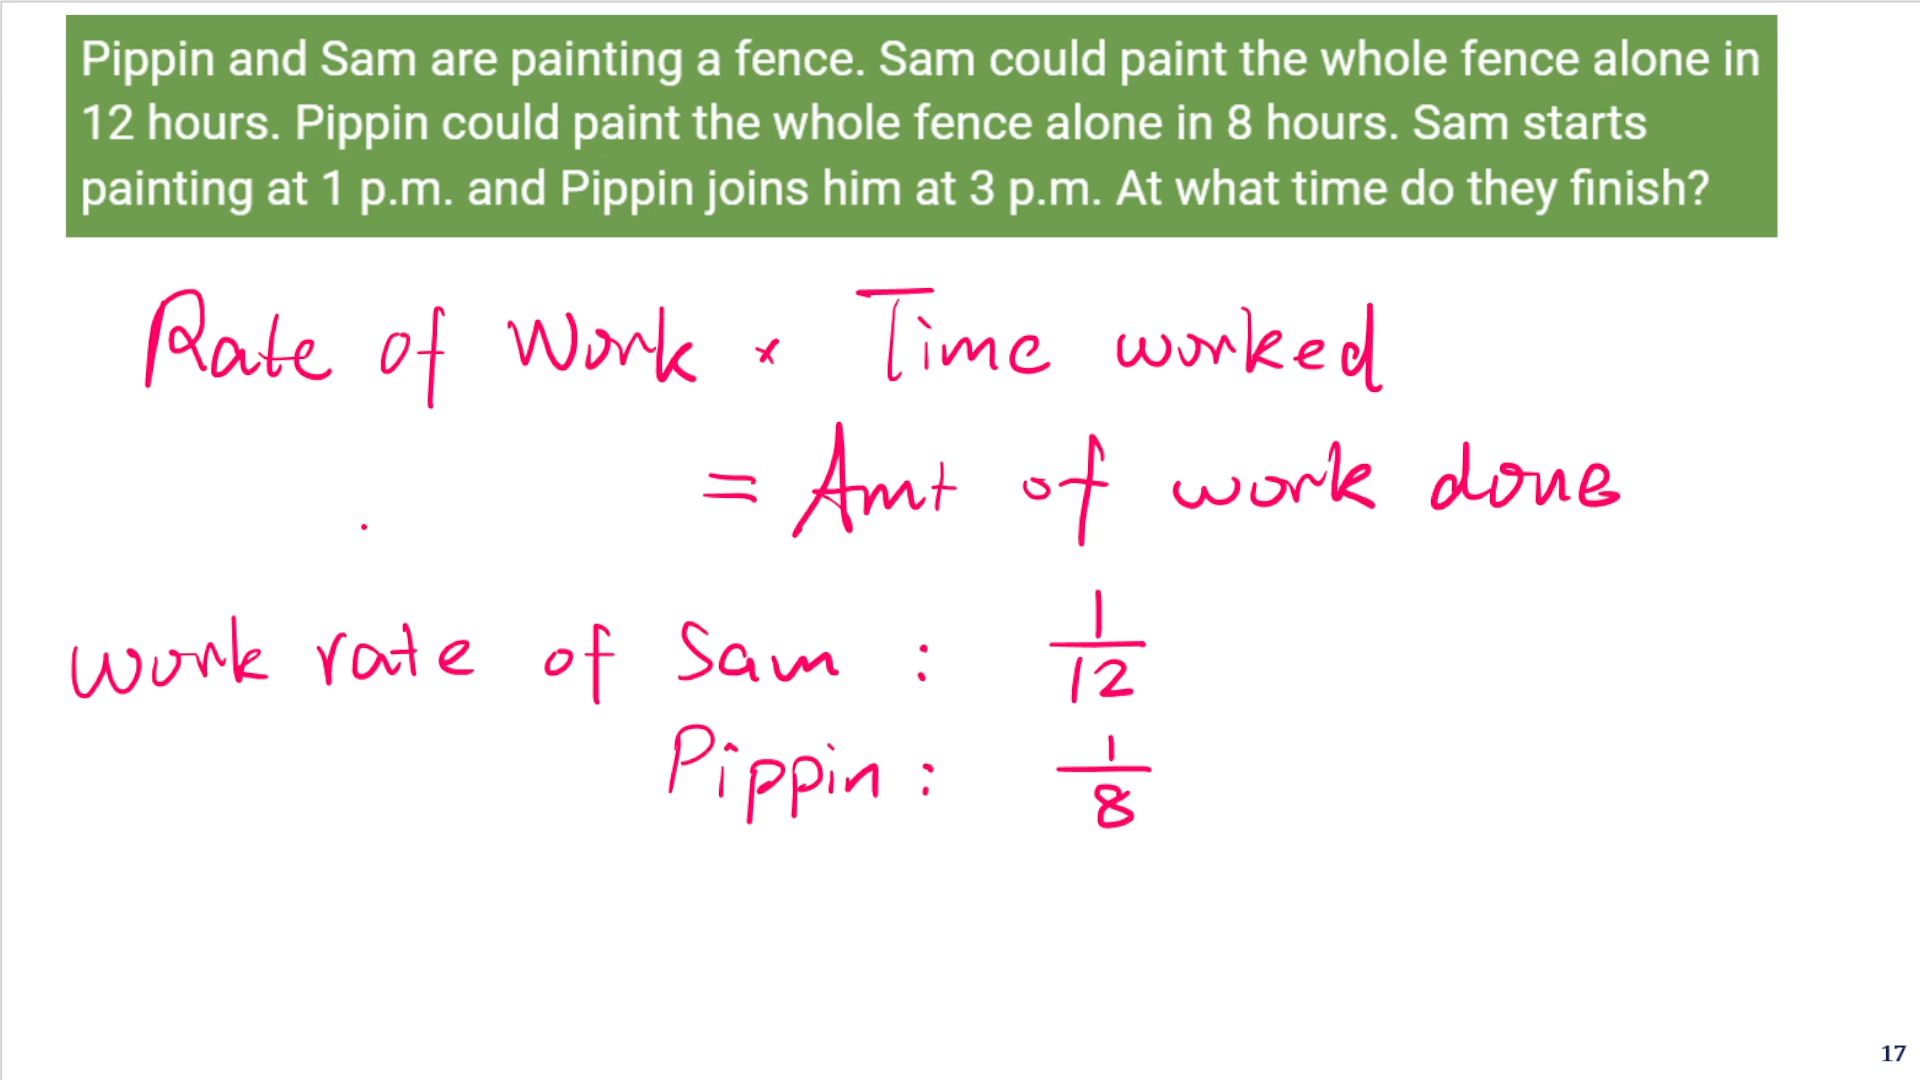 Pippin and Sam are painting a fence. Sam could paint the whole fence alone in
12 hours. Pippin could paint the whole fence alone in 8 hours. Sam starts
painting at 1 p.m. and Pippin joins him at 3 p.m. At what time do they finish?
Rate of Work × Time worked
= Amt of work done
Work rate of Sam : 1/12
Pippin : 1/8
17